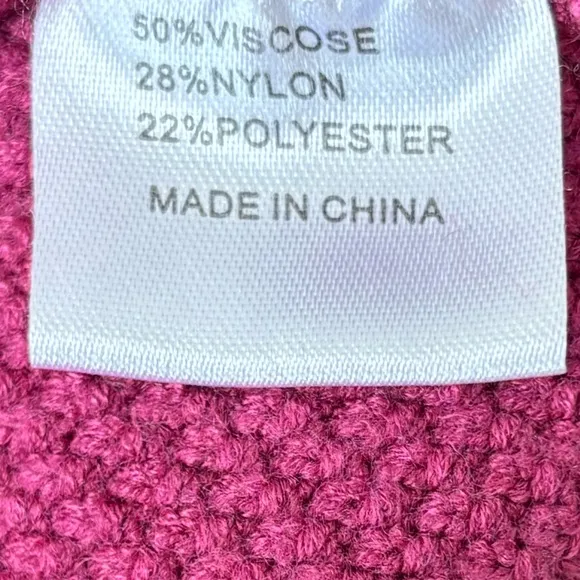 50%VISCOSE
28%NYLON
22%POLYESTER
MADE IN CHINA